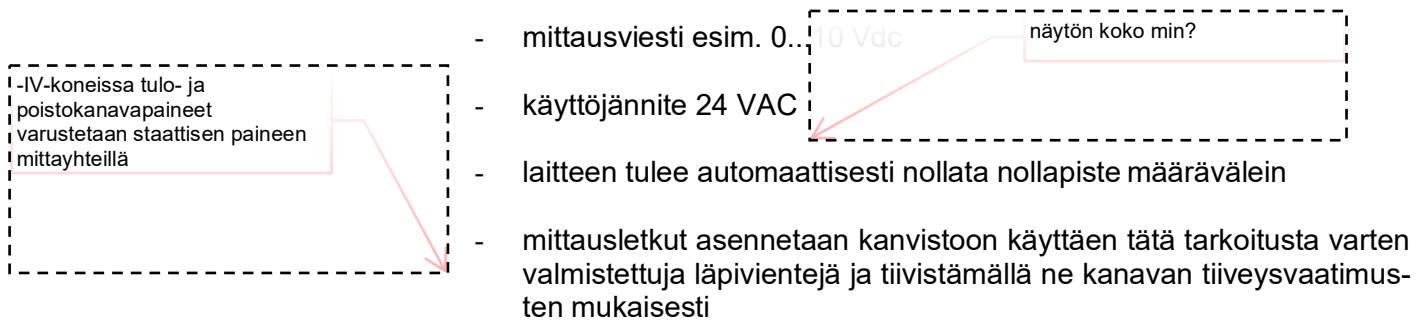 - mittausviesti esim. 0...10 Vdc
näytön koko min?
-IV-koneissa tulo- ja
poistokanavapaineet
varustetaan staattisen paineen
mittayhteillä
- käyttöjännite 24 VAC
- laitteen tulee automaattisesti nollata nollapiste määrävälein
- mittausletkut asennetaan kanvistoon käyttäen tätä tarkoitusta varten
valmistettuja läpivientejä ja tiivistämällä ne kanavan tiiveysvaatimus-
ten mukaisesti